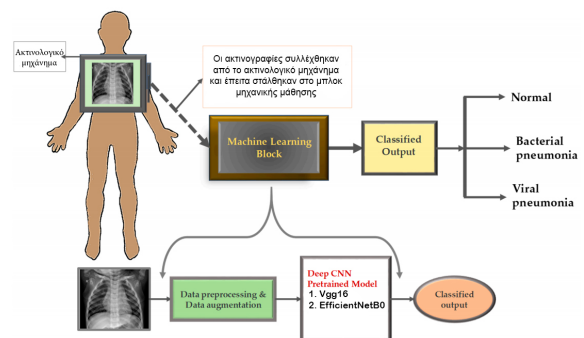 Ακτινολογικό
μηχάνημα
Οι ακτινογραφίες συλλέχθηκαν
από το ακτινολογικό μηχάνημα
και έπειτα στάλθηκαν στο μπλοκ
μηχανικής μάθησης
Machine Learning
Block
Classified
Output
Normal
Bacterial
pneumonia
Viral
pneumonia
Data preprocessing &
Data augmentation
Deep CNN
Pretrained Model
1. Vgg16
2. EfficientNetB0
Classified
output